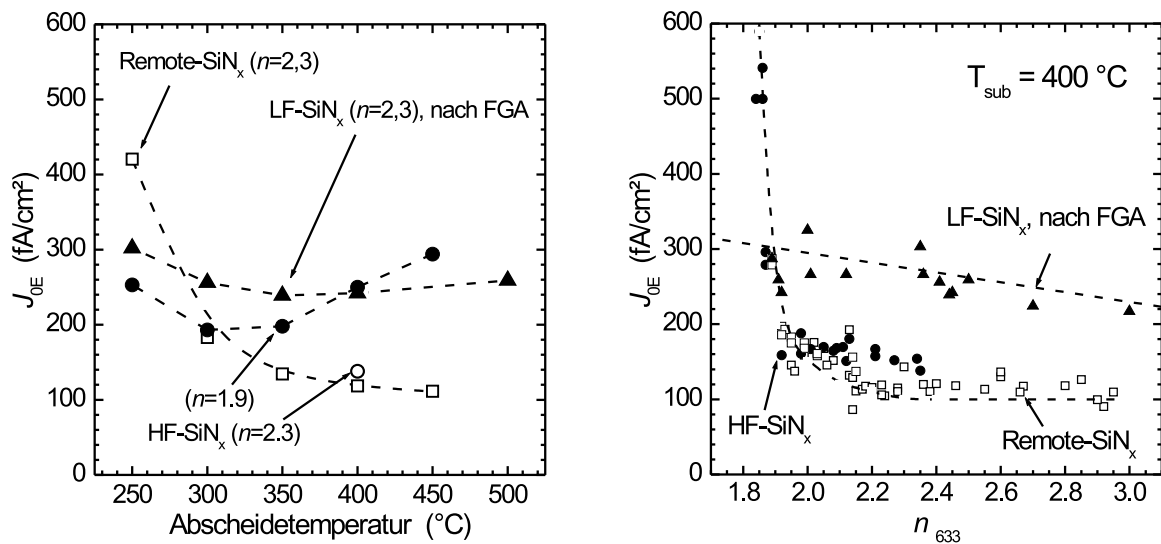 600
500
400
300
200
100
0
J0E (fA/cm²)
Remote-SiNx (n=2,3)
LF-SiNx (n=2,3), nach FGA
(n=1.9)
HF-SiNx (n=2.3)
250 300 350 400 450 500
Abscheidetemperatur (°C)
600
500
400
300
200
100
0
J0E (fA/cm²)
Tsub = 400 °C
LF-SiNx, nach FGA
HF-SiNx
Remote-SiNx
1.8 2.0 2.2 2.4 2.6 2.8 3.0
n 633